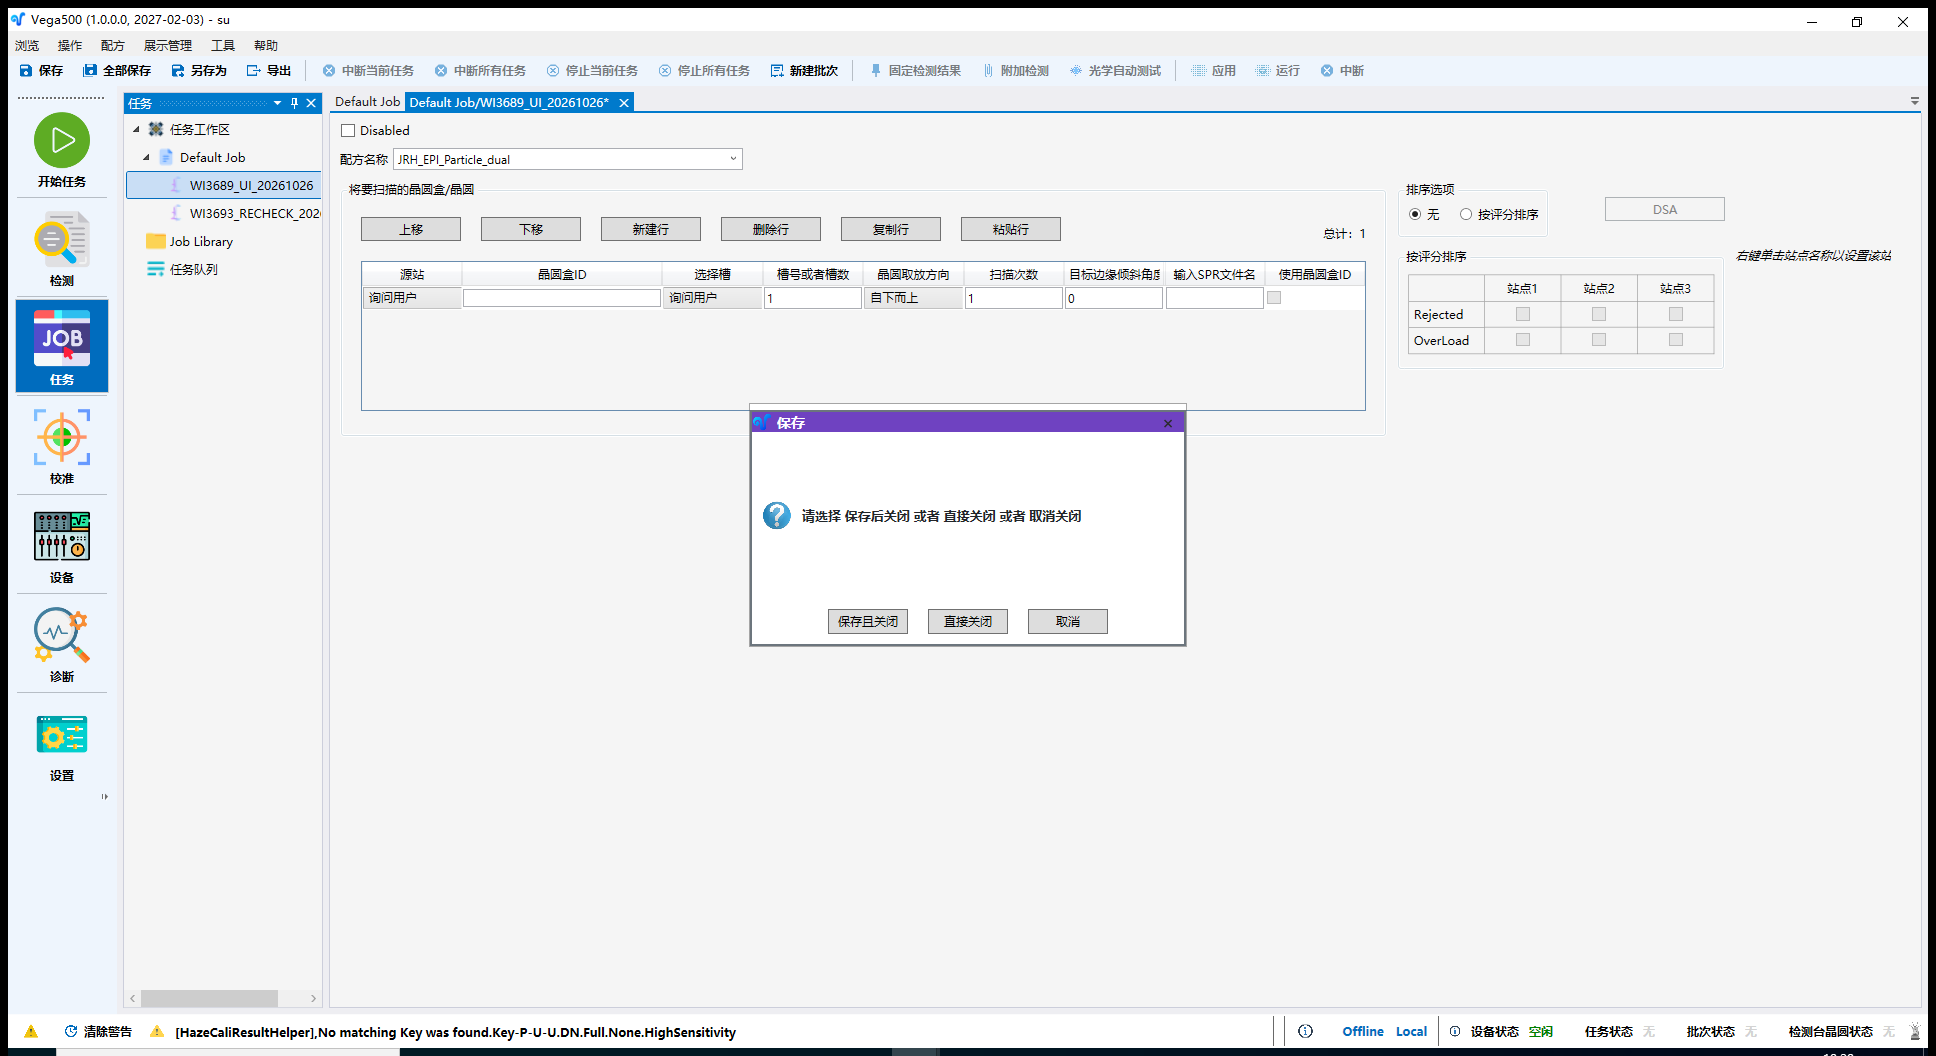 Vega500 (1.0.0.0, 2027-02-03) - su
浏览 操作 配方 展示管理 工具 帮助
保存 全部保存 另存为 导出 中断当前任务 中断所有任务 停止当前任务 停止所有任务 新建批次 固定检测结果 附加检测 光学自动测试 应用 运行 中断
开始任务
检测
JOB
任务
校准
设备
诊断
设置
任务
任务工作区
Default Job
WI3689_UI_20261026
WI3693_RECHECK_202
Job Library
任务队列
Default Job Default Job/WI3689_UI_20261026*
Disabled
配方名称 JRH_EPI_Particle_dual
将要扫描的晶圆盒/晶圆
上移 下移 新建行 删除行 复制行 粘贴行
总计: 1
源站 晶圆盒ID 选择槽 槽号或者槽数 晶圆取放方向 扫描次数 目标边缘倾斜角度 输入SPR文件名 使用晶圆盒ID
询问用户 询问用户 1 自下而上 1 0
排序选项
无 按评分排序
DSA
按评分排序
右键单击站点名称以设置该站
站点1 站点2 站点3
Rejected
OverLoad
保存
请选择 保存后关闭 或者 直接关闭 或者 取消关闭
保存且关闭 直接关闭 取消
清除警告 [HazeCaliResultHelper],No matching Key was found.Key-P-U-U.DN.Full.None.HighSensitivity
Offline Local 设备状态 空闲 任务状态 无 批次状态 无 检测台晶圆状态 无